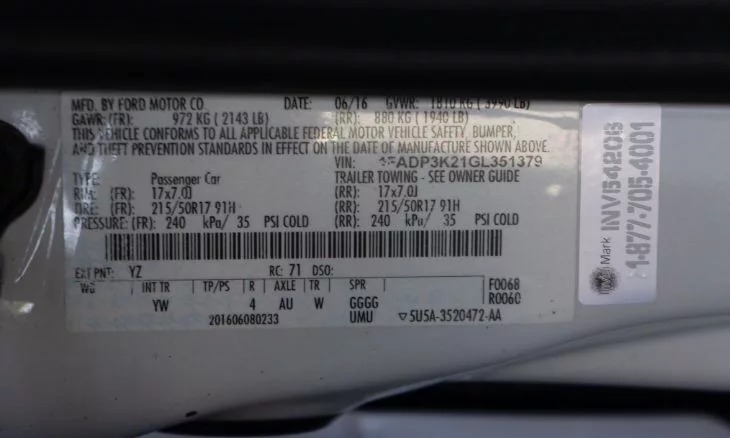 MFD. BY FORD MOTOR CO. DATE: 06/16 GVWR: 1810 KG ( 3990 LB)
GAWR: (FR): 972 KG ( 2143 LB) (RR): 880 KG ( 1940 LB)
THIS VEHICLE CONFORMS TO ALL APPLICABLE FEDERAL MOTOR VEHICLE SAFETY, BUMPER,
AND THEFT PREVENTION STANDARDS IN EFFECT ON THE DATE OF MANUFACTURE SHOWN ABOVE.
VIN: 1FADP3K21GL351379
TYPE: Passenger Car TRAILER TOWING - SEE OWNER GUIDE
RIM: (FR): 17x7.0J (RR): 17x7.0J
TIRE: (FR): 215/50R17 91H (RR): 215/50R17 91H
PRESSURE: (FR): 240 kPa/ 35 PSI COLD (RR): 240 kPa/ 35 PSI COLD
EXT PNT: YZ RC: 71 DSO:
WB INT TR TP/PS R AXLE TR SPR F0068
YW 4 AU W GGGG R0060
201606080233 UMU ▽5U5A-3520472-AA
Mark INV54208
1-877-705-4001